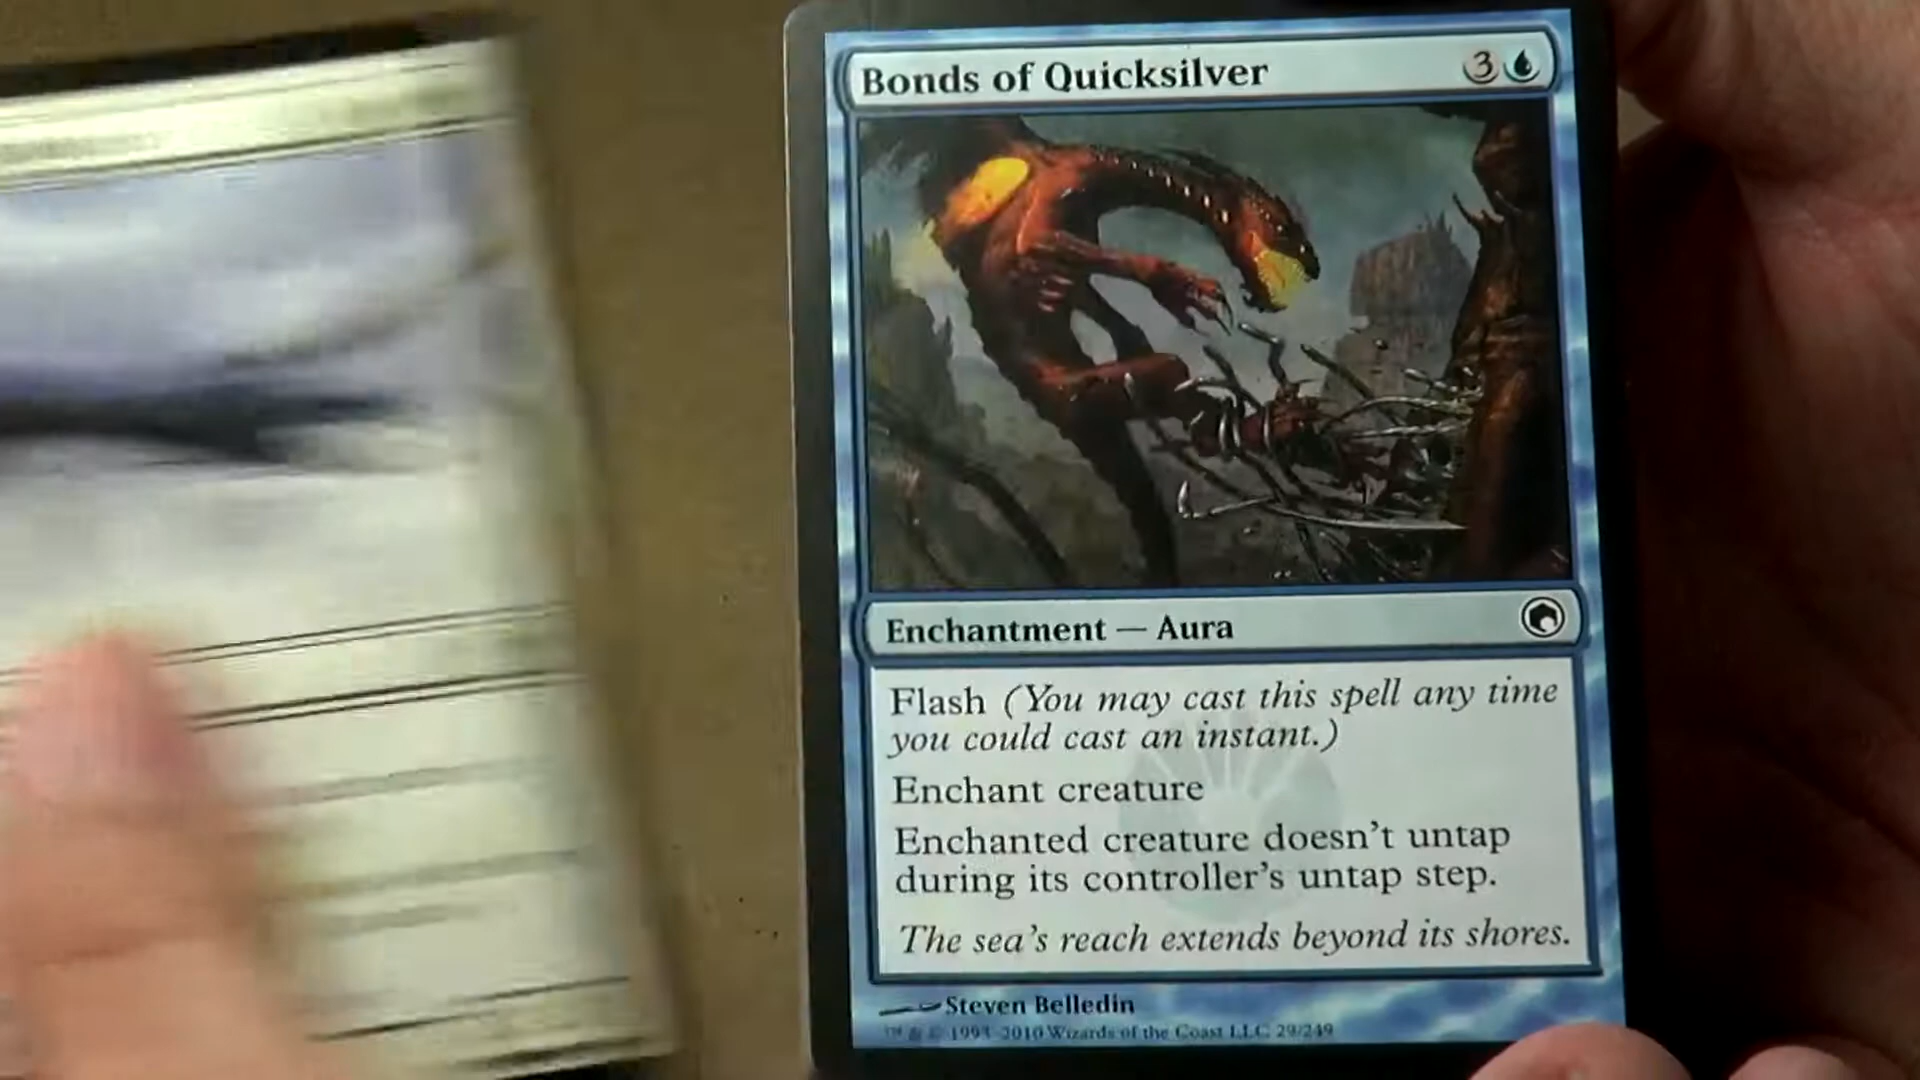 Bonds of Quicksilver 3
Enchantment — Aura
Flash (You may cast this spell any time
you could cast an instant.)
Enchant creature
Enchanted creature doesn't untap
during its controller's untap step.
The sea's reach extends beyond its shores.
Steven Belledin
™ & © 1993-2010 Wizards of the Coast LLC 29/249